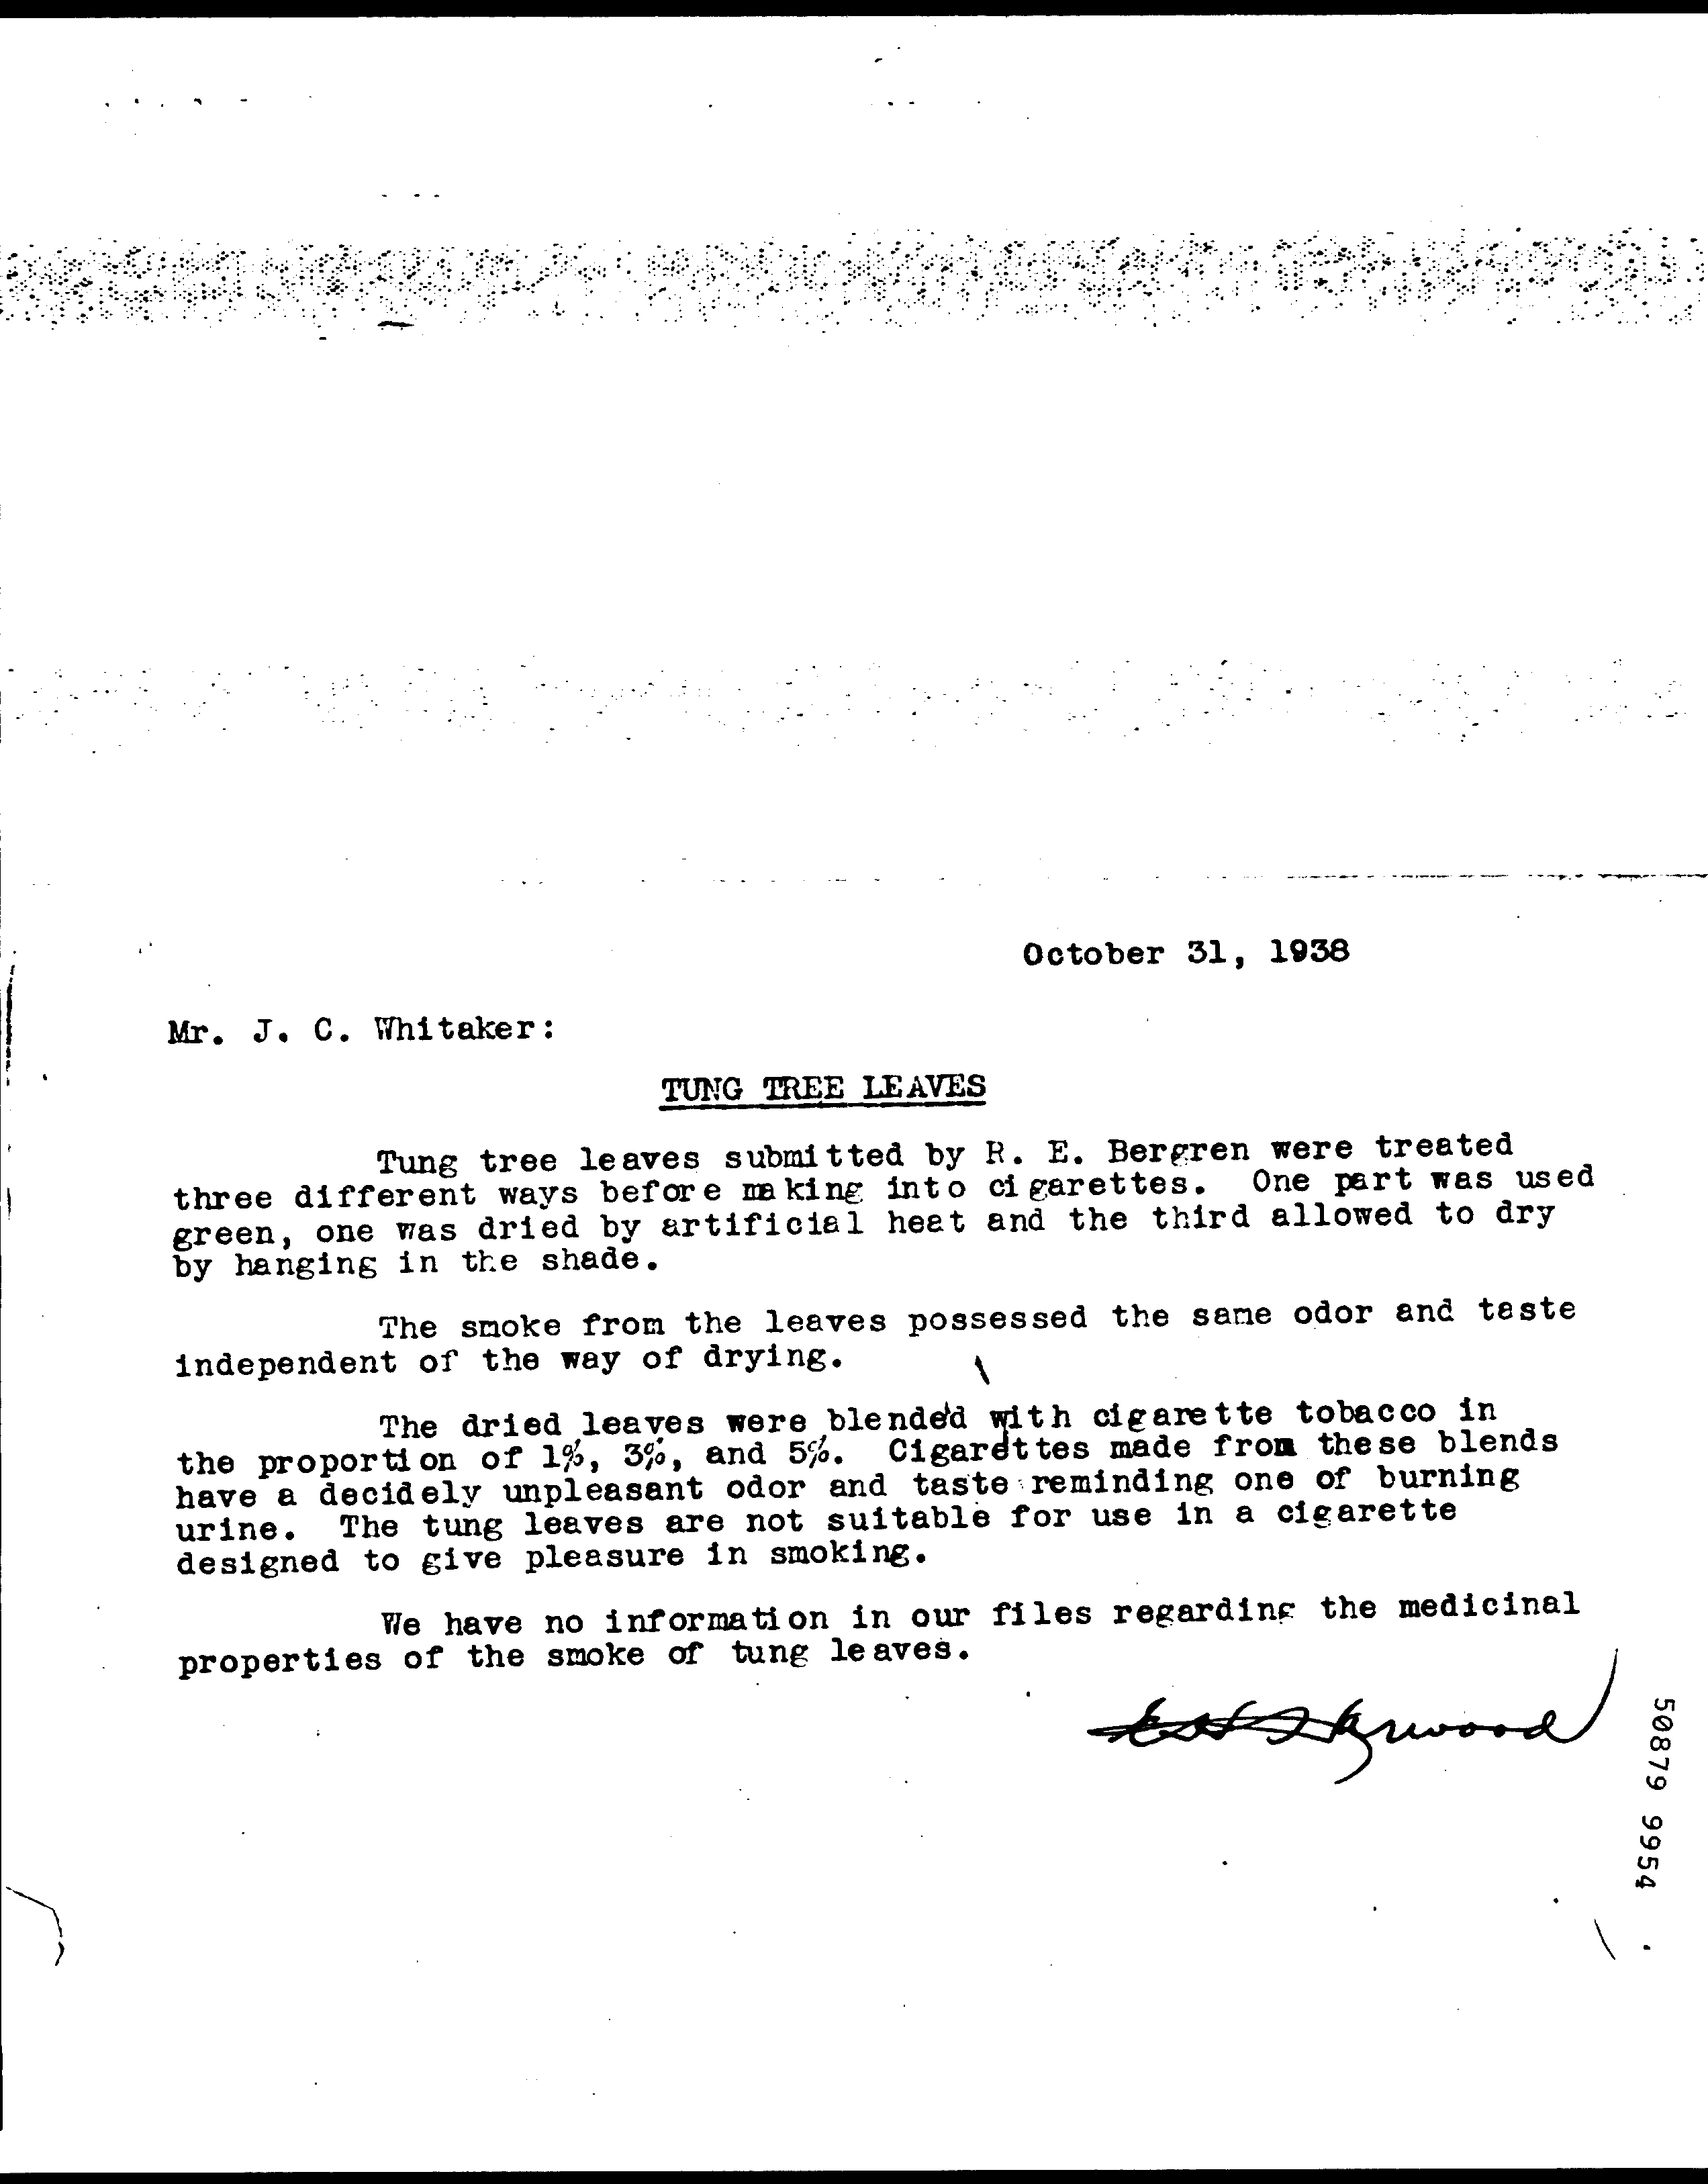 October 31, 1938
Mr. J. C. Whitaker:
TUNG TREE LEAVES
Tung tree leaves submitted by R. E. Bergren were treated
three different ways before making into cigarettes. One part was used
green, one was dried by artificial heat and the third allowed to dry
by hanging in the shade.
The smoke from the leaves possessed the same odor and taste
independent of the way of drying.
The dried leaves were blended with cigarette tobacco in
the proportion of 1%, 3%, and 5%. Cigarettes made from these blends
have a decidely unpleasant odor and taste reminding one of burning
urine. The tung leaves are not suitable for use in a cigarette
designed to give pleasure in smoking.
We have no information in our files regarding the medicinal
properties of the smoke of tung leaves.
50879 9954